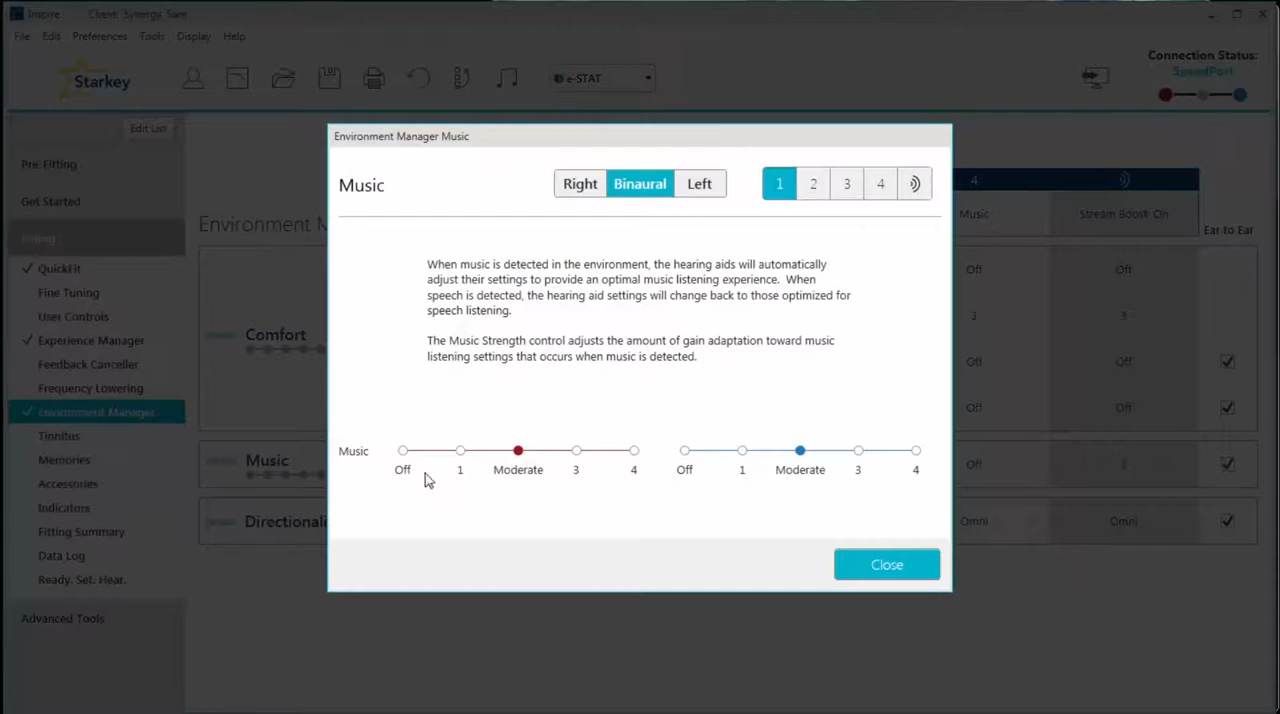 Inspire Client: Synergy, Sam
File Edit Preferences Tools Display Help
Starkey
e-STAT
Connection Status:
SpeedPort
Edit List
Pre-Fitting
Get Started
Fitting
QuickFit
Fine Tuning
User Controls
Experience Manager
Feedback Canceller
Frequency Lowering
Environment Manager
Tinnitus
Memories
Accessories
Indicators
Fitting Summary
Data Log
Ready. Set. Hear.
Advanced Tools
Environment M
Comfort
Music
Directionali
Environment Manager Music
Music
Right Binaural Left
1 2 3 4
When music is detected in the environment, the hearing aids will automatically
adjust their settings to provide an optimal music listening experience. When
speech is detected, the hearing aid settings will change back to those optimized for
speech listening.
The Music Strength control adjusts the amount of gain adaptation toward music
listening settings that occurs when music is detected.
Music
Off 1 Moderate 3 4
Off 1 Moderate 3 4
Close
4
Music Stream Boost On
Ear to Ear
Off Off
3 3
Off Off
Off Off
Off 3
Omni Omni